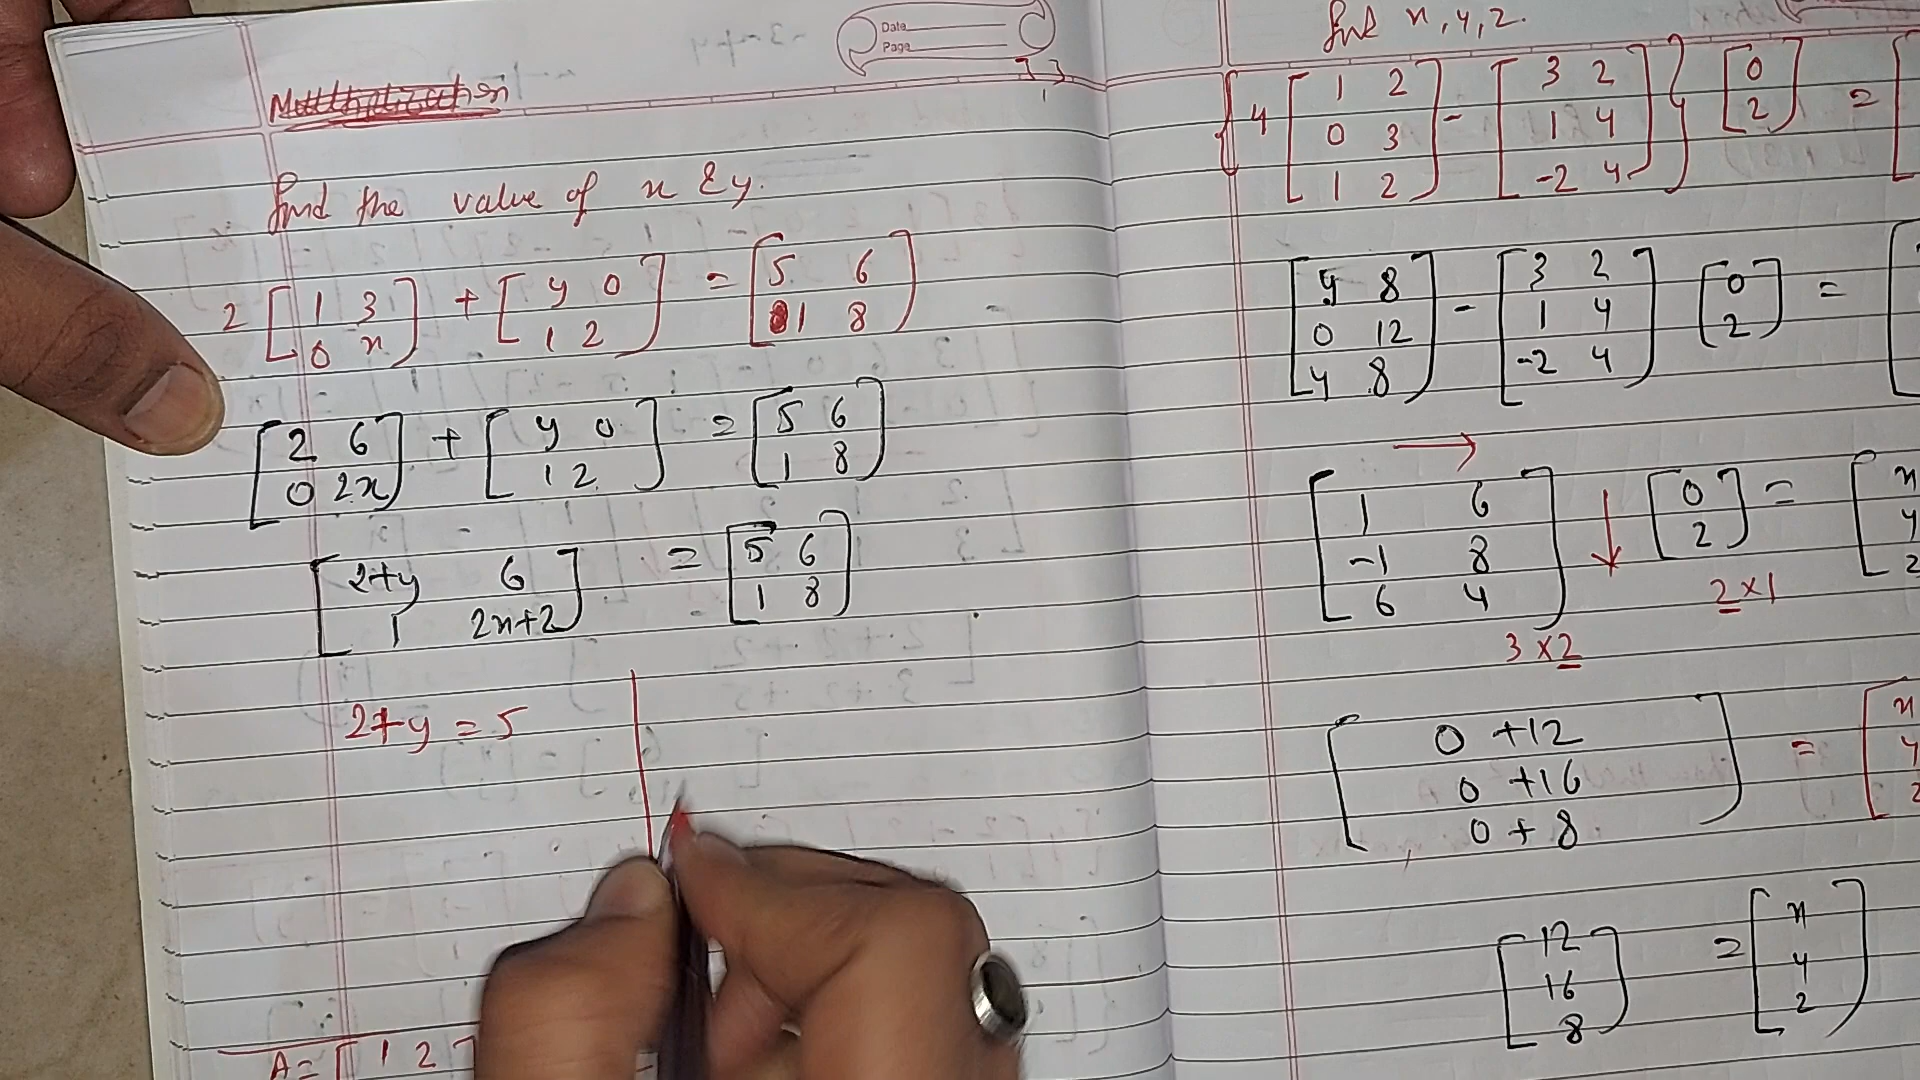 Date
Page
find the value of x & y.
2 [ 1 3 ] + [ y 0 ] = [ 5 6 ]
[ 0 x ] [ 1 2 ] [ 1 8 ]
[ 2 6 ] + [ y 0 ] = [ 5 6 ]
[ 0 2x ] [ 1 2 ] [ 1 8 ]
[ 2+y 6 ] = [ 5 6 ]
[ 1 2x+2 ] [ 1 8 ]
2+y = 5
A = [ 1 2
find x, y, z.
{ 4 [ 1 2 ] - [ 3 2 ] } [ 0 ] = [
[ 0 3 ] [ 1 4 ] [ 2 ]
[ 1 2 ] [ -2 4 ]
[ 4 8 ] - [ 3 2 ] [ 0 ] = [
[ 0 12 ] [ 1 4 ] [ 2 ]
[ 4 8 ] [ -2 4 ]
[ 1 6 ] [ 0 ] = [ x
[ -1 8 ] [ 2 ] y
[ 6 4 ] z
2 x 1
3 x 2
[ 0 + 12 ] = [ x
[ 0 + 16 ] y
[ 0 + 8 ] z
[ 12 ] = [ x ]
[ 16 ] [ y ]
[ 8 ] [ z ]